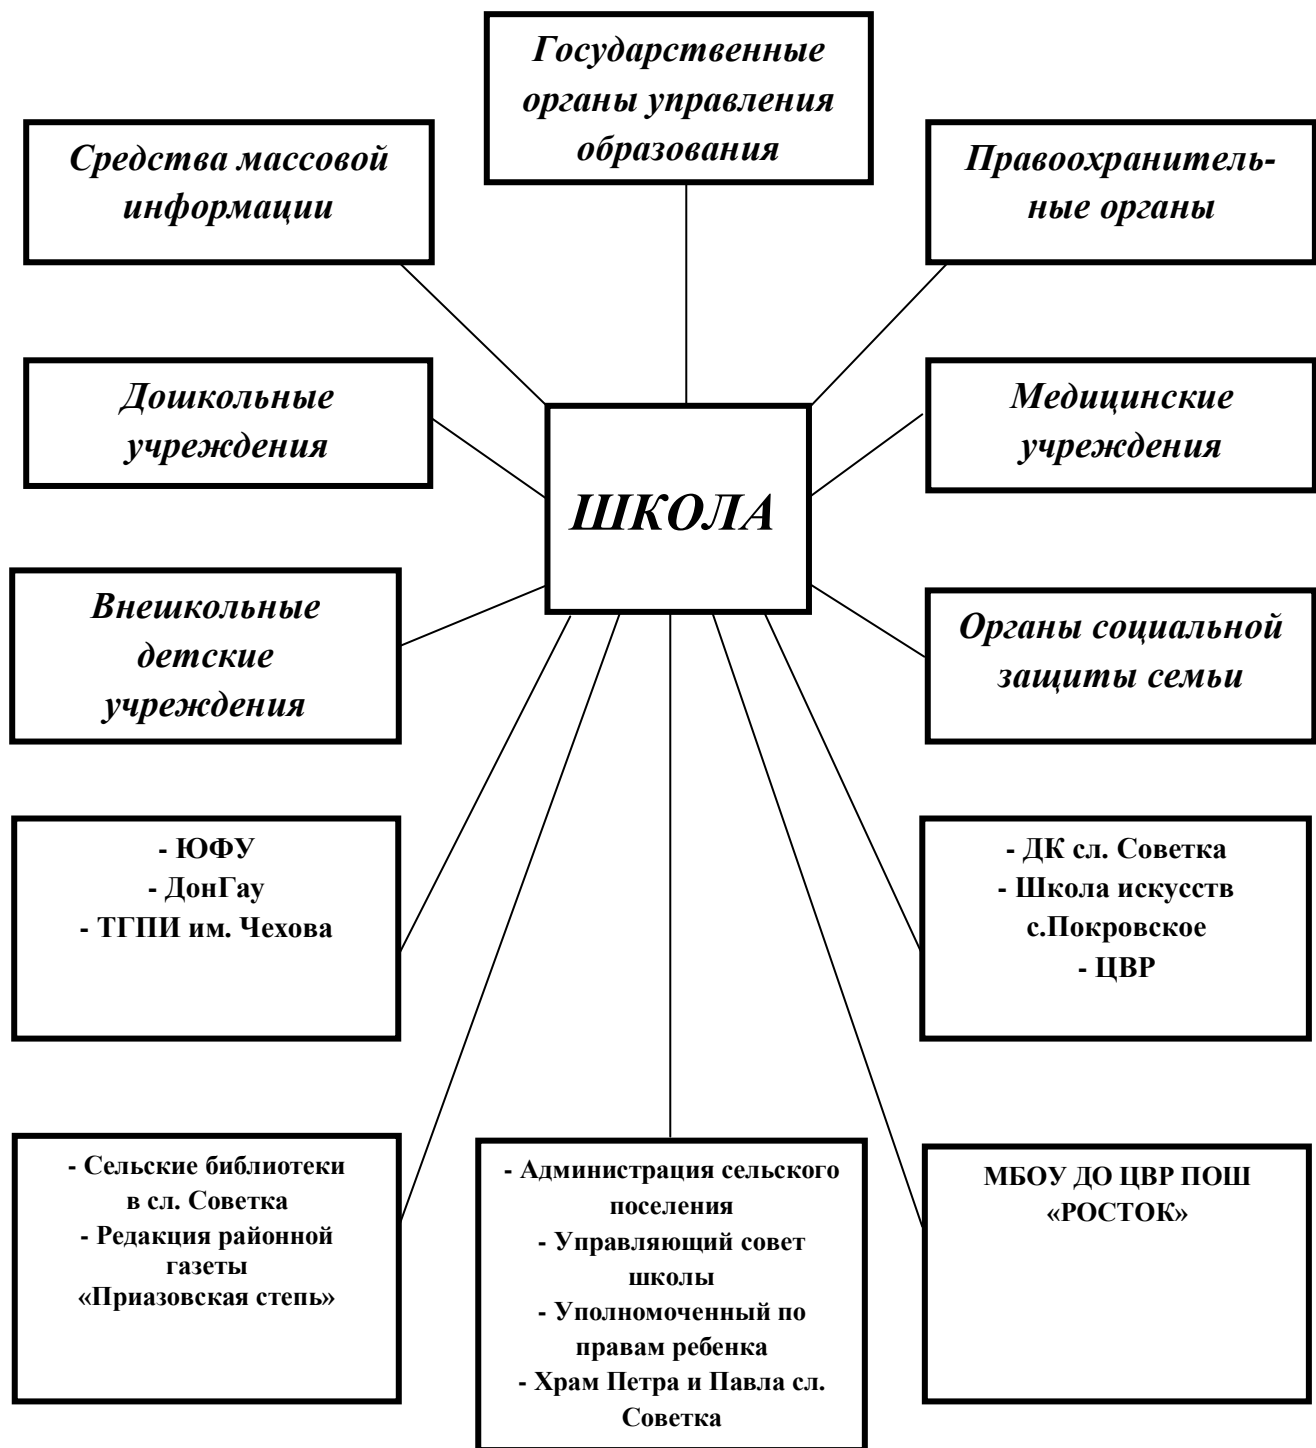 Государственные
органы управления
образования
Средства массовой
информации
Правоохранитель-
ные органы
Дошкольные
учреждения
Медицинские
учреждения
ШКОЛА
Внешкольные
детские
учреждения
Органы социальной
защиты семьи
- ЮФУ
- ДонГау
- ТГПИ им. Чехова
- ДК сл. Советка
- Школа искусств
с.Покровское
- ЦВР
- Сельские библиотеки
в сл. Советка
- Редакция районной
газеты
«Приазовская степь»
- Администрация сельского
поселения
- Управляющий совет
школы
- Уполномоченный по
правам ребенка
- Храм Петра и Павла сл.
Советка
МБОУ ДО ЦВР ПОШ
«РОСТОК»